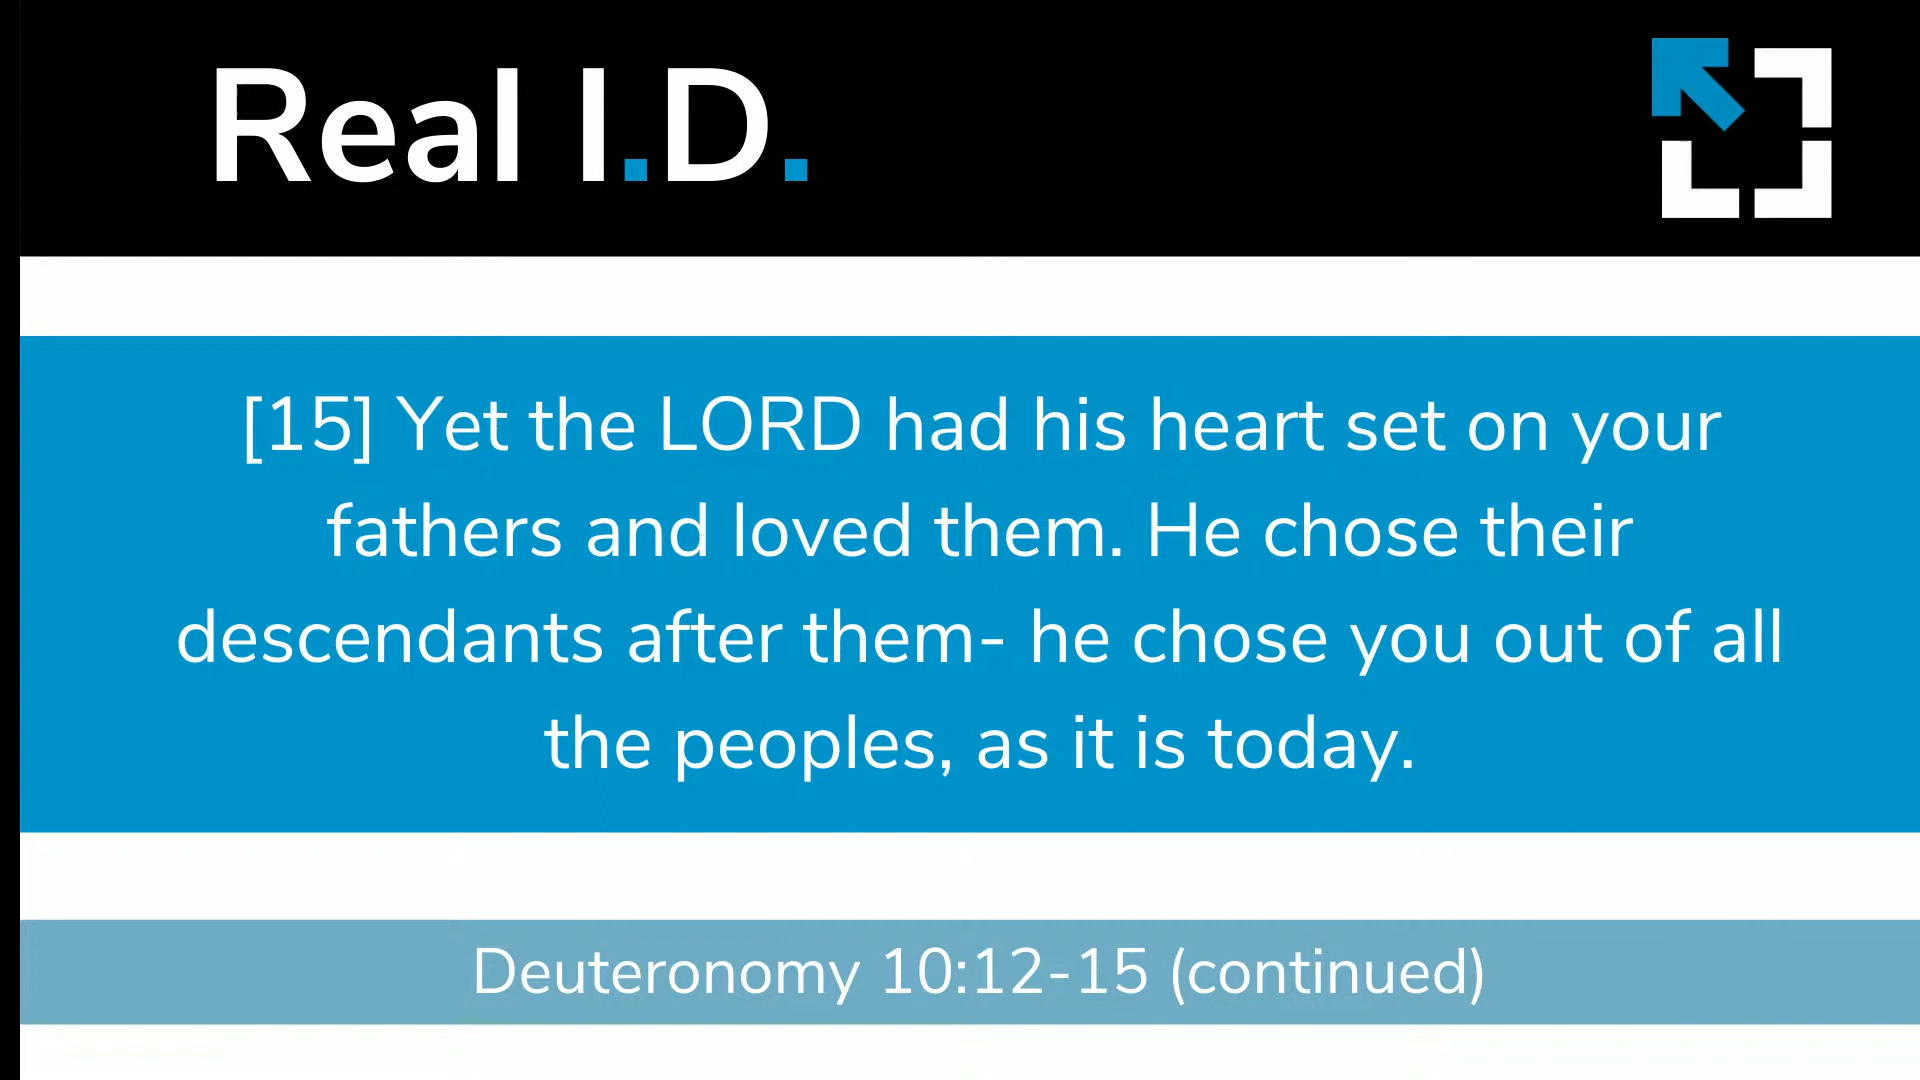 Real I.D.
[15] Yet the LORD had his heart set on your
fathers and loved them. He chose their
descendants after them- he chose you out of all
the peoples, as it is today.
Deuteronomy 10:12-15 (continued)